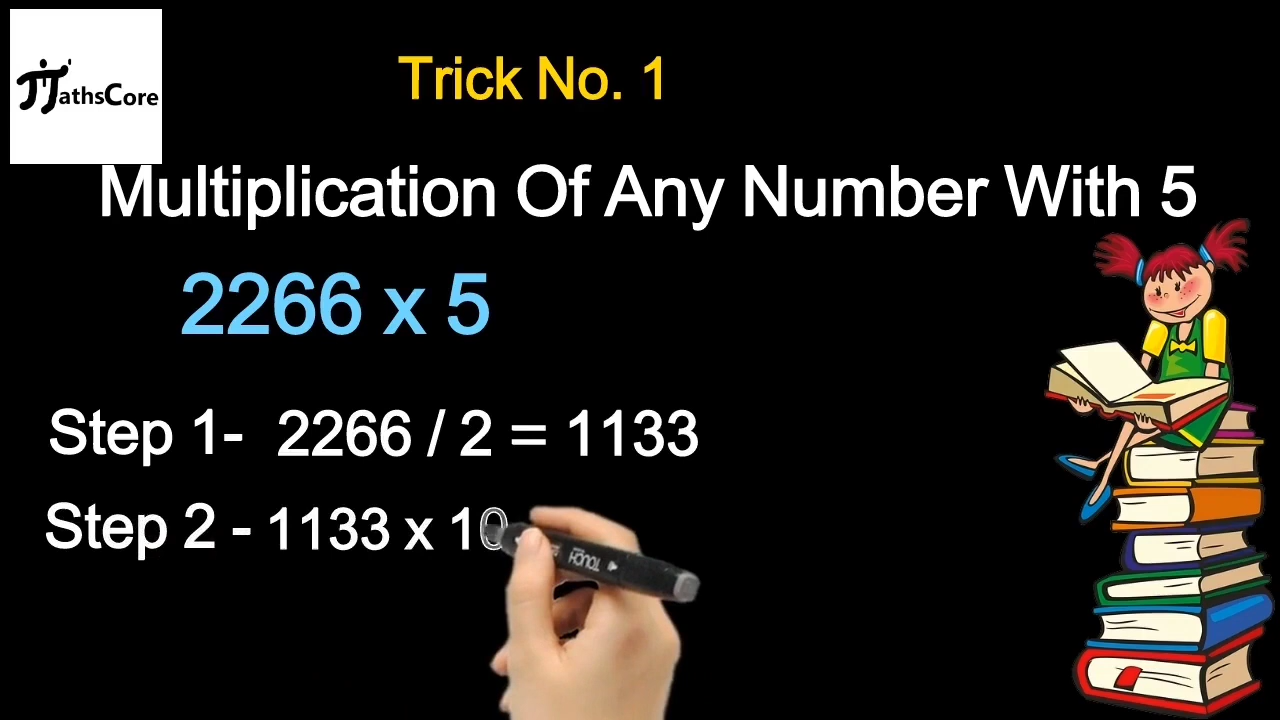 MathsCore
Trick No. 1
Multiplication Of Any Number With 5
2266 x 5
Step 1- 2266 / 2 = 1133
Step 2 - 1133 x 10
TOUCH